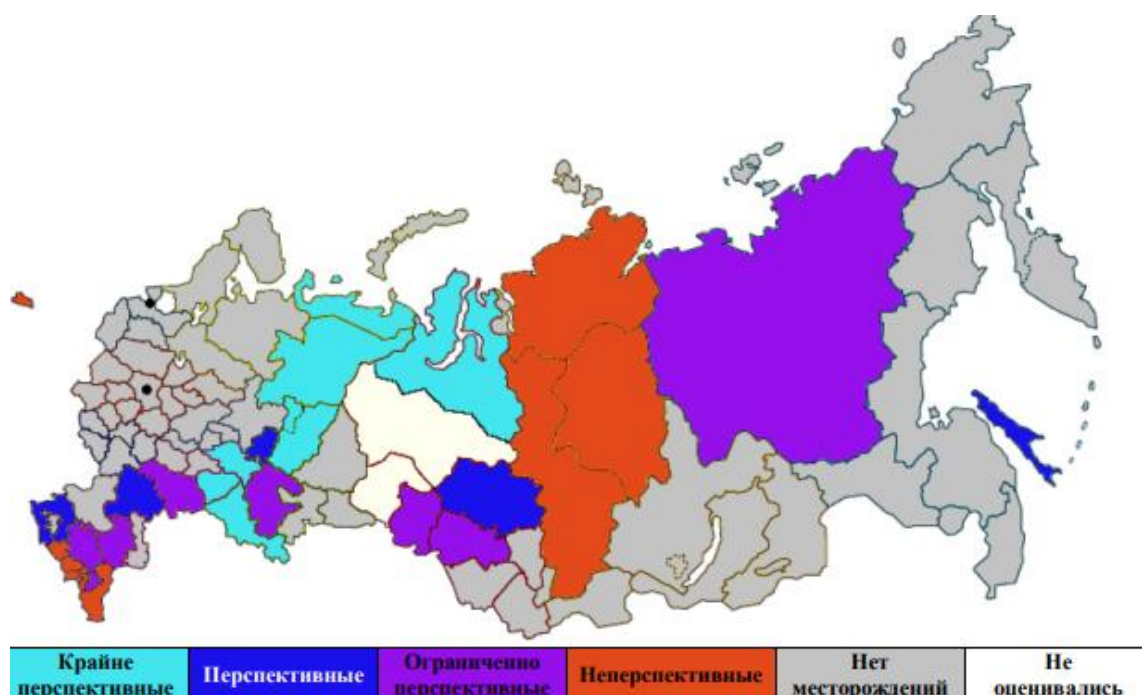 Крайне
перспективные
Перспективные
Ограниченно
перспективные
Неперспективные
Нет
месторождений
Не
оценивались